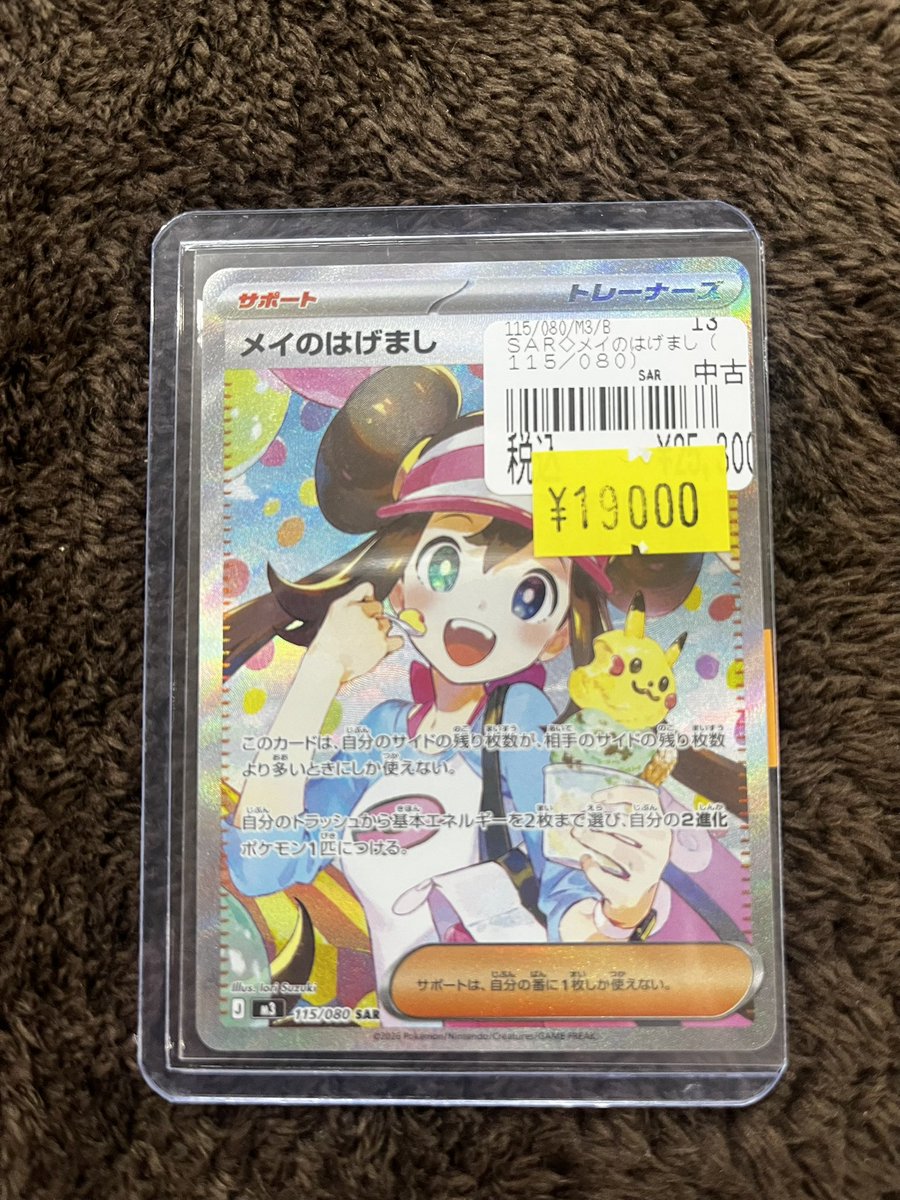 サポート
トレーナーズ
メイのはげまし
115/080/M3/B
13
SAR◇メイのはげまし(
115/080)
SAR
中古
税込
¥25,300
¥19000
このカードは、自分のサイドの残り枚数が、相手のサイドの残り枚数
より多いときにしか使えない。
自分のトラッシュから基本エネルギーを2枚まで選び、自分の2進化
ポケモン1匹につける。
サポートは、自分の番に1枚しか使えない。
Illus. Iori Suzuki
J
M3
115/080 SAR
©2026 Pokémon/Nintendo/Creatures/GAME FREAK